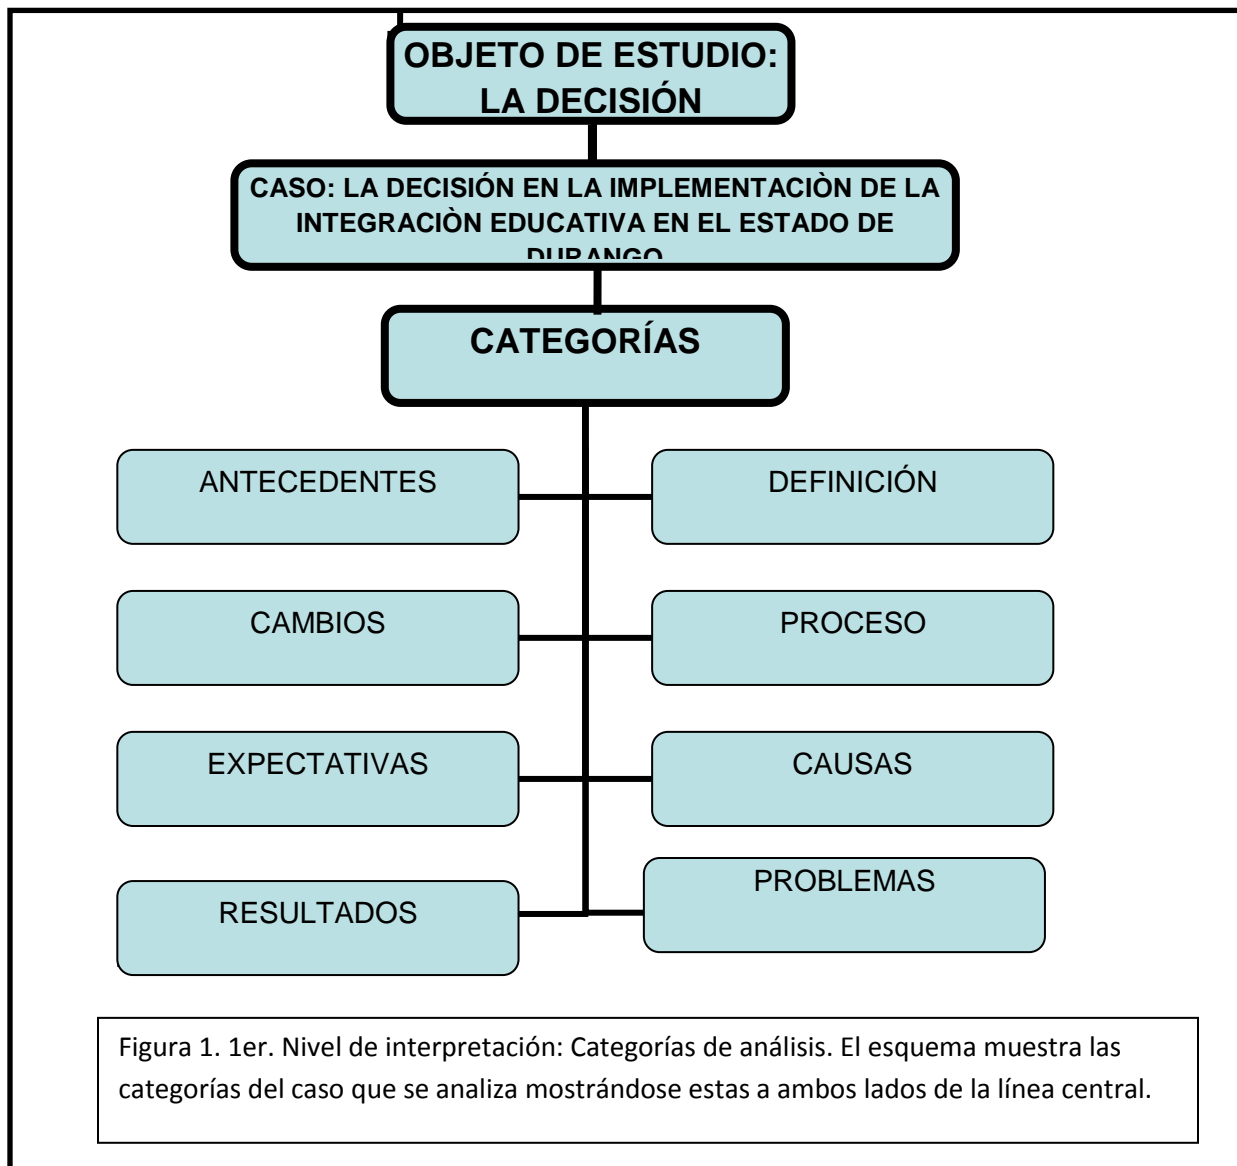 OBJETO DE ESTUDIO:
LA DECISIÓN
CASO: LA DECISIÓN EN LA IMPLEMENTACIÒN DE LA
INTEGRACIÒN EDUCATIVA EN EL ESTADO DE
DURANGO
CATEGORÍAS
ANTECEDENTES
DEFINICIÓN
CAMBIOS
PROCESO
EXPECTATIVAS
CAUSAS
RESULTADOS
PROBLEMAS
Figura 1. 1er. Nivel de interpretación: Categorías de análisis. El esquema muestra las
categorías del caso que se analiza mostrándose estas a ambos lados de la línea central.